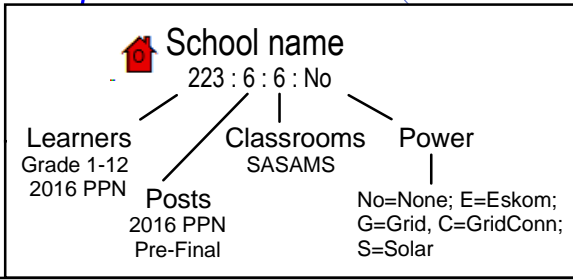 O
School name
223 : 6 : 6 : No
Learners
Grade 1-12
2016 PPN
Posts
2016 PPN
Pre-Final
Classrooms
SASAMS
Power
No=None; E=Eskom;
G=Grid, C=GridConn;
S=Solar